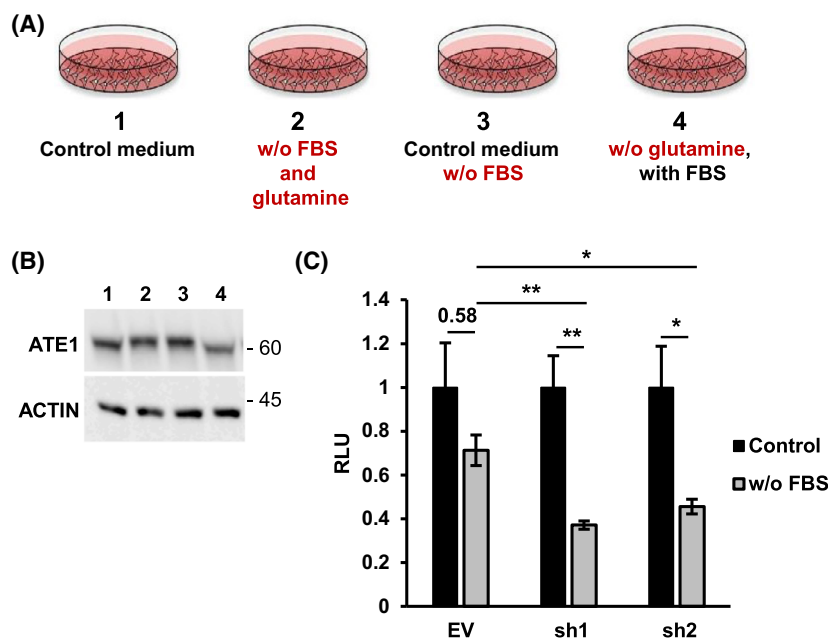 (A)
1
Control medium
2
w/o FBS
and
glutamine
3
Control medium
w/o FBS
4
w/o glutamine,
with FBS
(B)
1 2 3 4
ATE1
- 60
ACTIN
- 45
(C)
*
**
0.58
**
*
1.4
1.2
1
0.8
0.6
0.4
0.2
0
RLU
EV
sh1
sh2
Control
w/o FBS